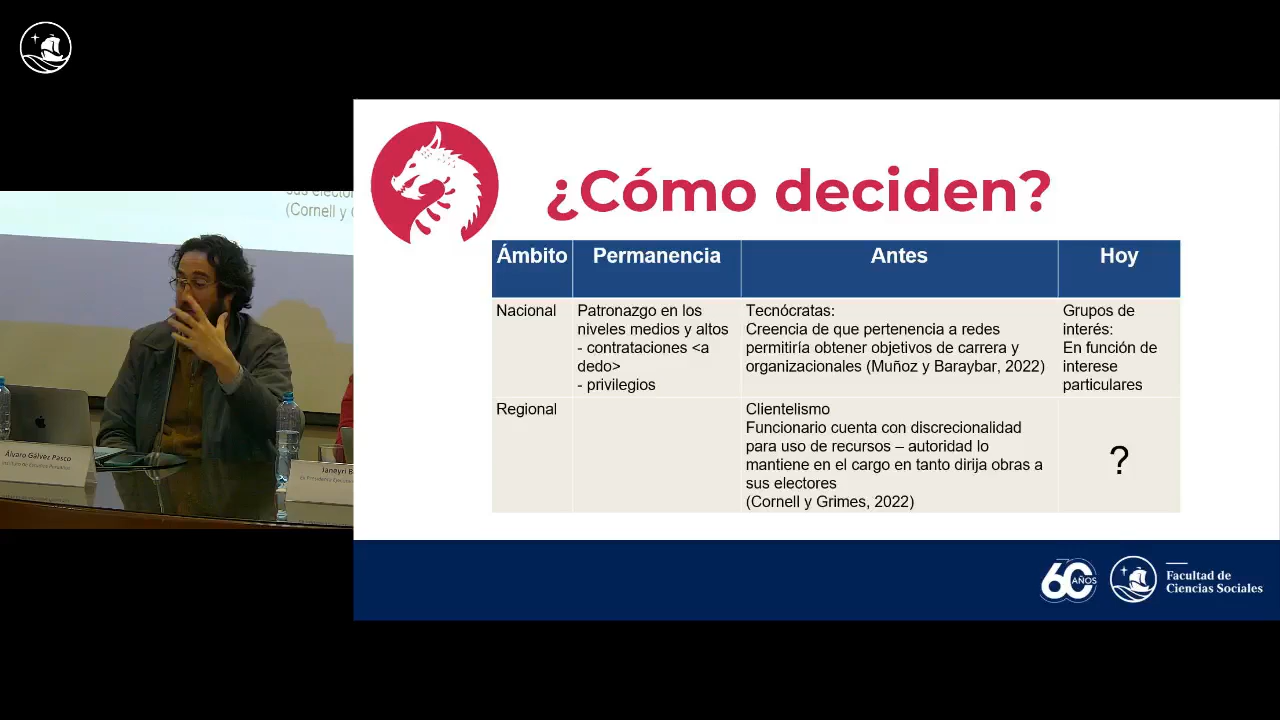 ¿Cómo deciden?
Ámbito
Permanencia
Antes
Hoy
Nacional
Patronazgo en los
niveles medios y altos
- contrataciones <a
dedo>
- privilegios
Tecnócratas:
Creencia de que pertenencia a redes
permitiría obtener objetivos de carrera y
organizacionales (Muñoz y Baraybar, 2022)
Grupos de
interés:
En función de
interese
particulares
Regional
Clientelismo
Funcionario cuenta con discrecionalidad
para uso de recursos – autoridad lo
mantiene en el cargo en tanto dirija obras a
sus electores
(Cornell y Grimes, 2022)
?
60 AÑOS
Facultad de
Ciencias Sociales
(Cornell y
Álvaro Gálvez Pasco
Janeyri B